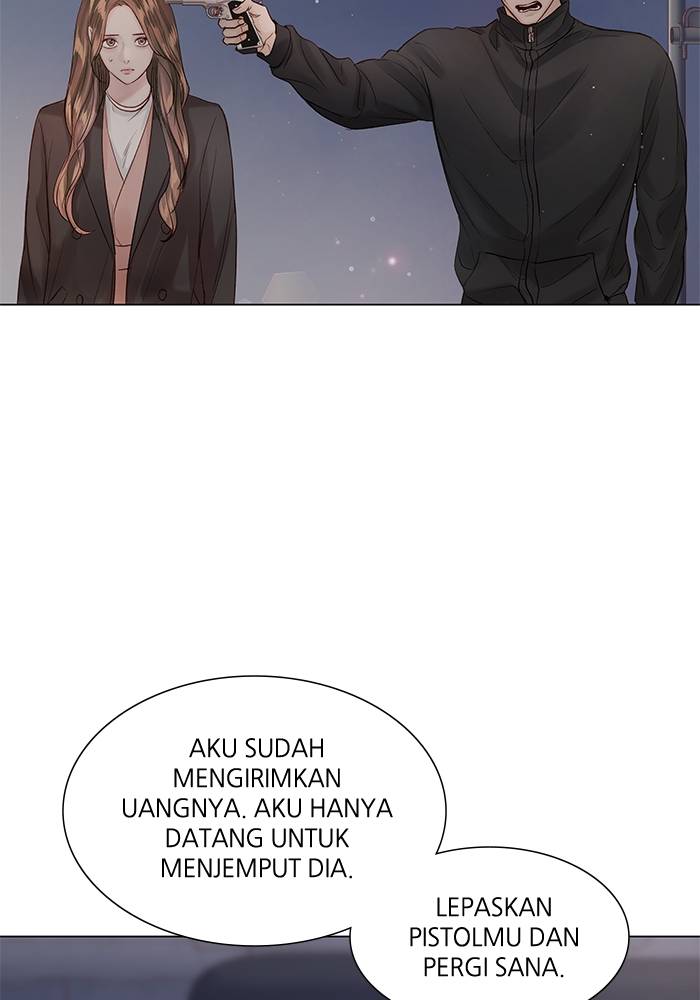 AKU SUDAH
MENGIRIMKAN
UANGNYA. AKU HANYA
DATANG UNTUK
MENJEMPUT DIA.
LEPASKAN
PISTOLMU DAN
PERGI SANA.